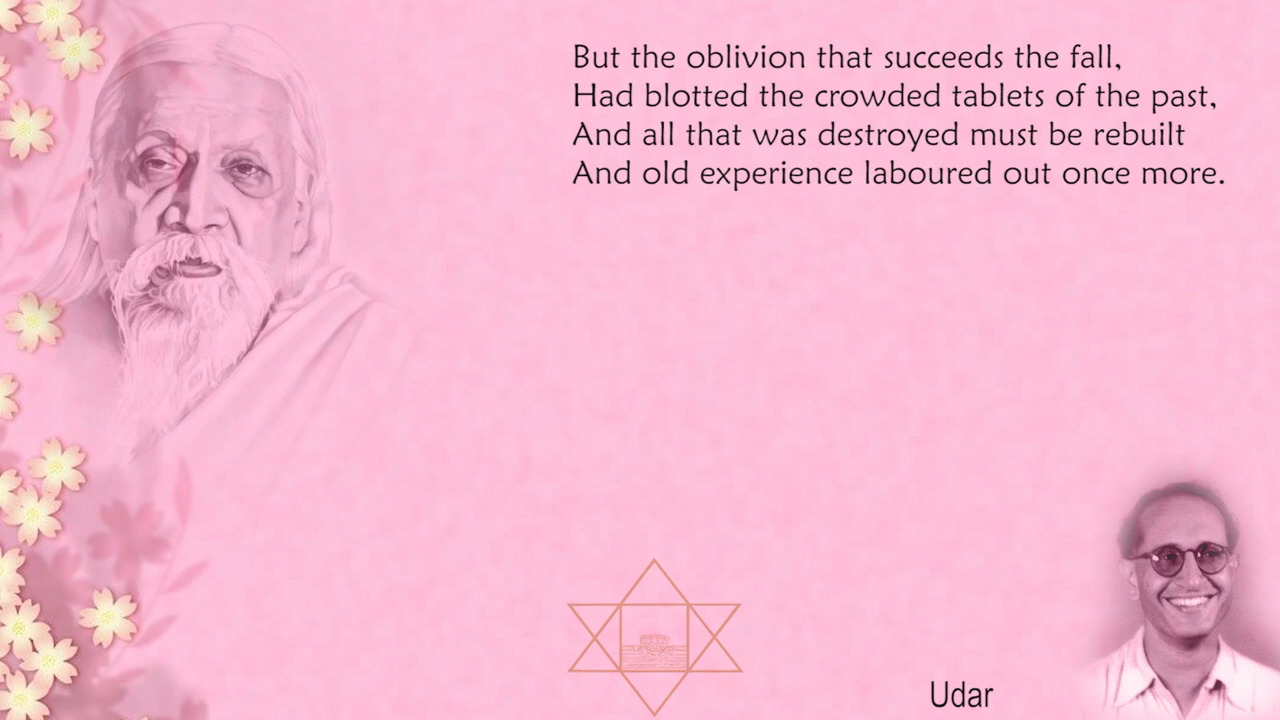 But the oblivion that succeeds the fall,
Had blotted the crowded tablets of the past,
And all that was destroyed must be rebuilt
And old experience laboured out once more.
Udar